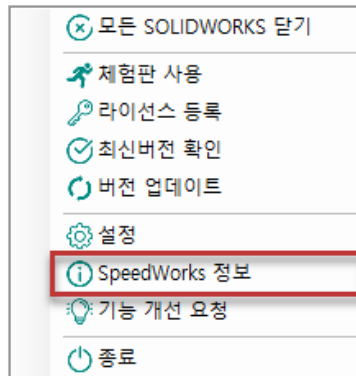 모든 SOLIDWORKS 닫기
체험판 사용
라이선스 등록
최신버전 확인
버전 업데이트
설정
SpeedWorks 정보
기능 개선 요청
종료